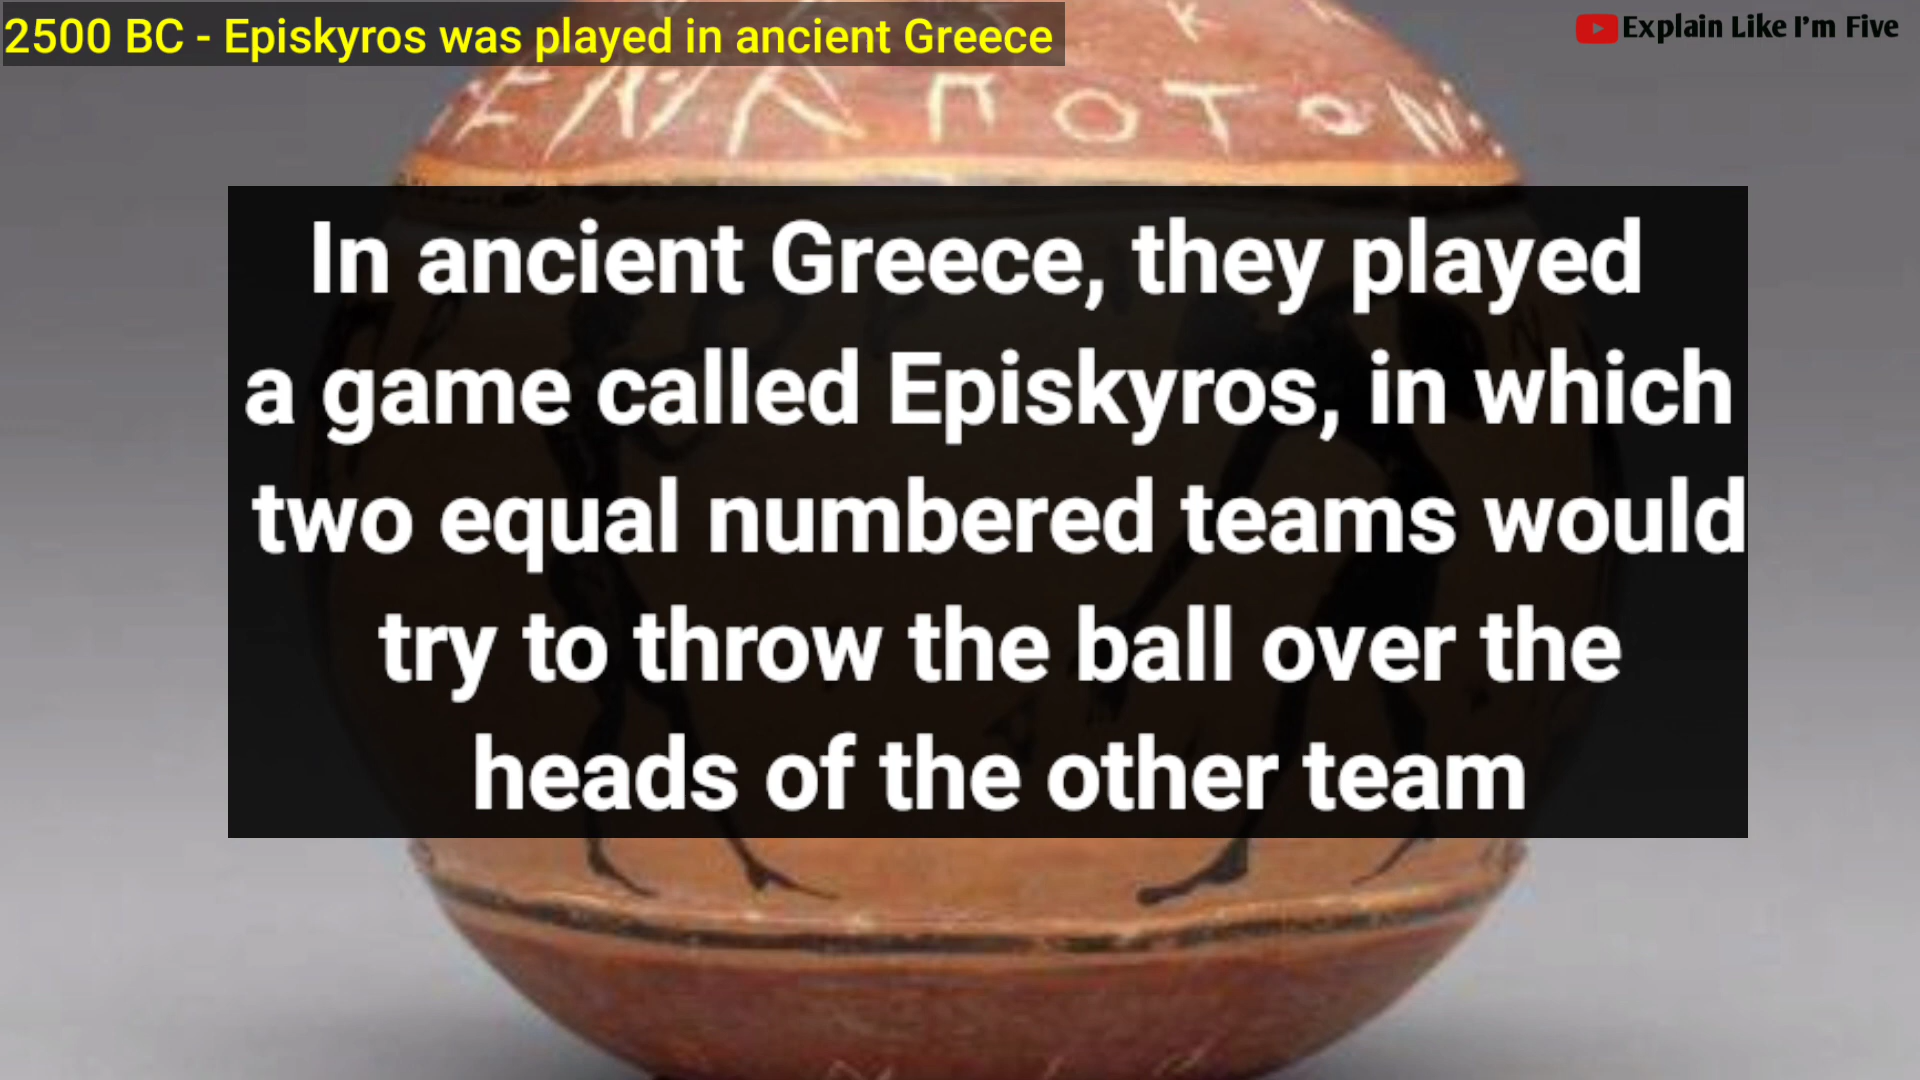 2500 BC - Episkyros was played in ancient Greece
Explain Like I'm Five
ΠΟΤΟΝ
In ancient Greece, they played
a game called Episkyros, in which
two equal numbered teams would
try to throw the ball over the
heads of the other team